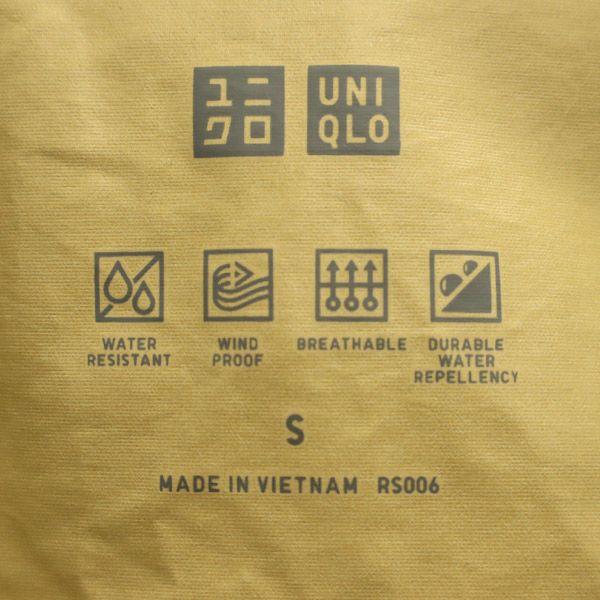 ユニ
クロ
UNI
QLO
WATER
RESISTANT
WIND
PROOF
BREATHABLE
DURABLE
WATER
REPELLENCY
S
MADE IN VIETNAM RS006